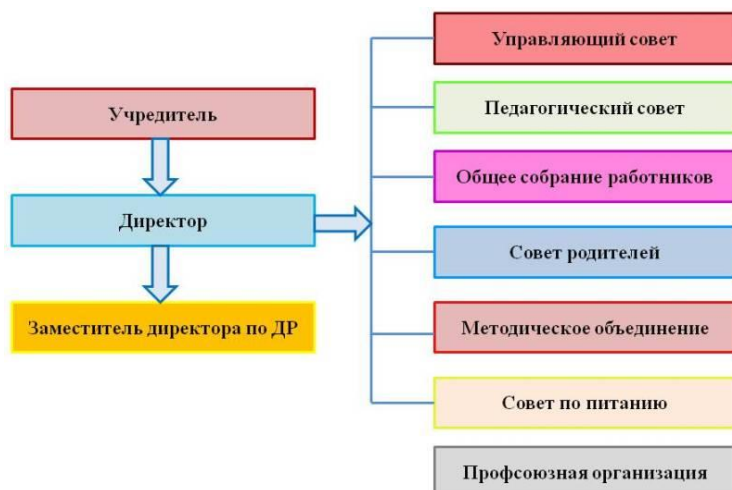 Учредитель
Директор
Заместитель директора по ДР
Управляющий совет
Педагогический совет
Общее собрание работников
Совет родителей
Методическое объединение
Совет по питанию
Профсоюзная организация